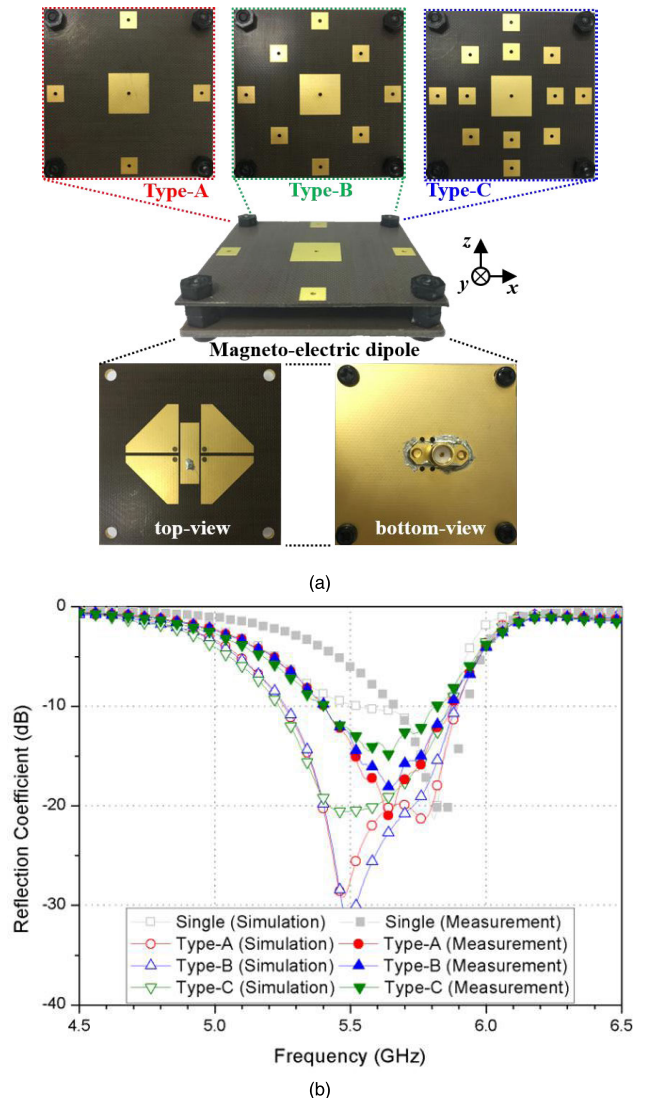 Type-A
Type-B
Type-C
z
y
x
Magneto-electric dipole
top-view
bottom-view
(a)
0
-10
-20
-30
-40
Reflection Coefficient (dB)
Single (Simulation)
Single (Measurement)
Type-A (Simulation)
Type-A (Measurement)
Type-B (Simulation)
Type-B (Measurement)
Type-C (Simulation)
Type-C (Measurement)
4.5
5.0
5.5
6.0
6.5
Frequency (GHz)
(b)